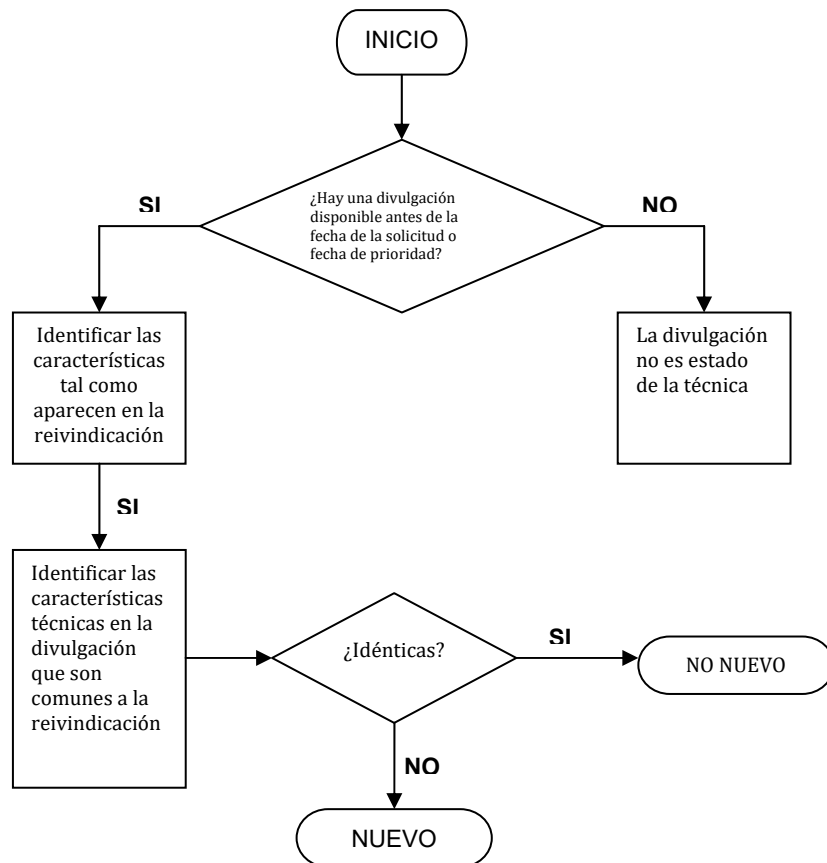 INICIO
¿Hay una divulgación
disponible antes de la
fecha de la solicitud o
fecha de prioridad?
SI
NO
Identificar las
características
tal como
aparecen en la
reivindicación
La divulgación
no es estado
de la técnica
SI
Identificar las
características
técnicas en la
divulgación
que son
comunes a la
reivindicación
¿Idénticas?
SI
NO NUEVO
NO
NUEVO